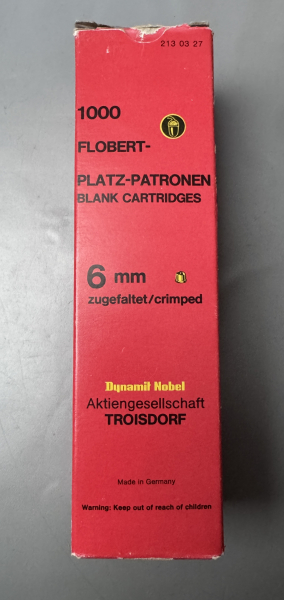 213 03 27
1000
FLOBERT-
PLATZ-PATRONEN
BLANK CARTRIDGES
6 mm
zugefaltet/crimped
Dynamit Nobel
Aktiengesellschaft
TROISDORF
Made in Germany
Warning: Keep out of reach of children